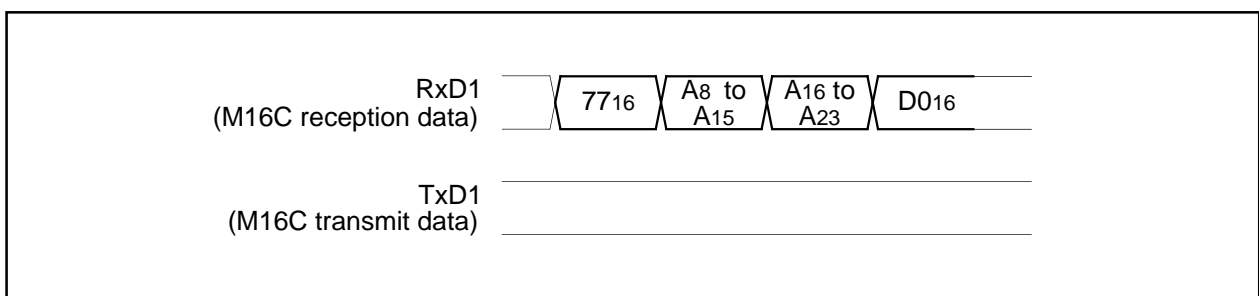 RxD1
(M16C reception data)
7716
A8 to
A15
A16 to
A23
D016
TxD1
(M16C transmit data)